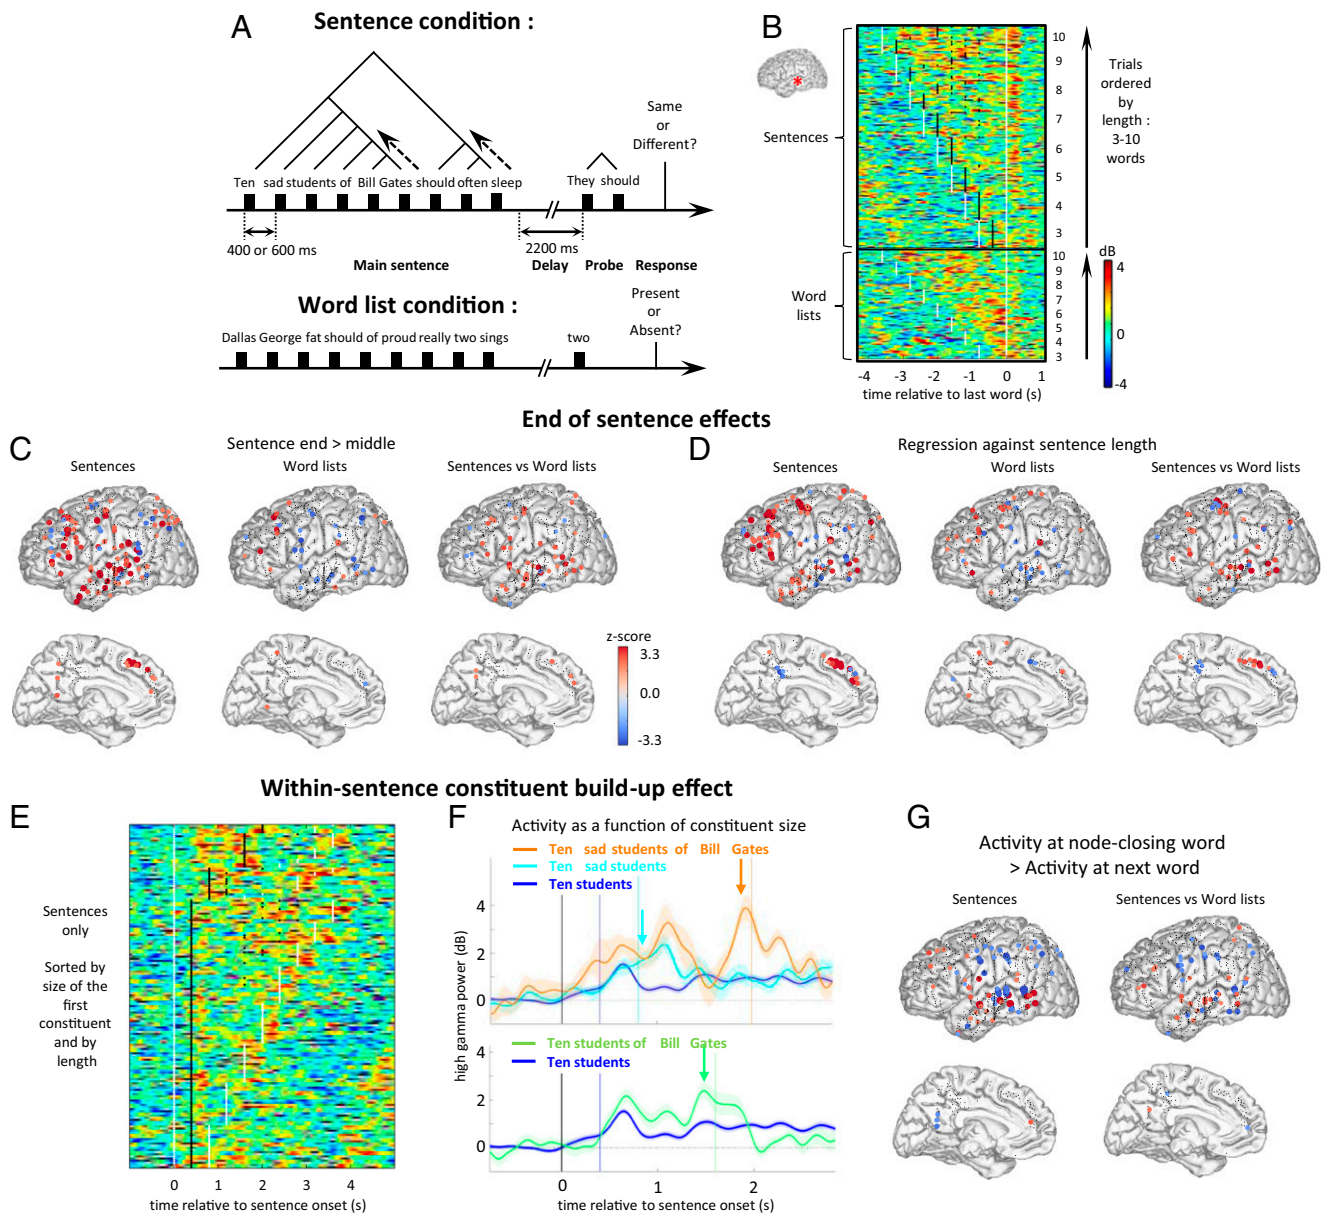 A
Sentence condition :
Same
or
Different?
Ten sad students of Bill Gates should often sleep
They should
400 or 600 ms
2200 ms
Main sentence
Delay
Probe
Response
Word list condition :
Present
or
Absent?
Dallas George fat should of proud really two sings
two
B
Sentences
Word
lists
10
9
8
7
6
5
4
3
10
9
8
7
6
5
4
3
Trials
ordered
by
length :
3-10
words
dB
4
0
-4
-4 -3 -2 -1 0 1
time relative to last word (s)
End of sentence effects
C
Sentence end > middle
Sentences
Word lists
Sentences vs Word lists
z-score
3.3
0.0
-3.3
D
Regression against sentence length
Sentences
Word lists
Sentences vs Word lists
Within-sentence constituent build-up effect
E
Sentences
only
Sorted by
size of the
first
constituent
and by
length
0 1 2 3 4
time relative to sentence onset (s)
F
Activity as a function of constituent size
Ten sad students of Bill Gates
Ten sad students
Ten students
4
2
0
high gamma power (dB)
Ten students of Bill Gates
Ten students
4
2
0
0 1 2
time relative to sentence onset (s)
G
Activity at node-closing word
> Activity at next word
Sentences
Sentences vs Word lists